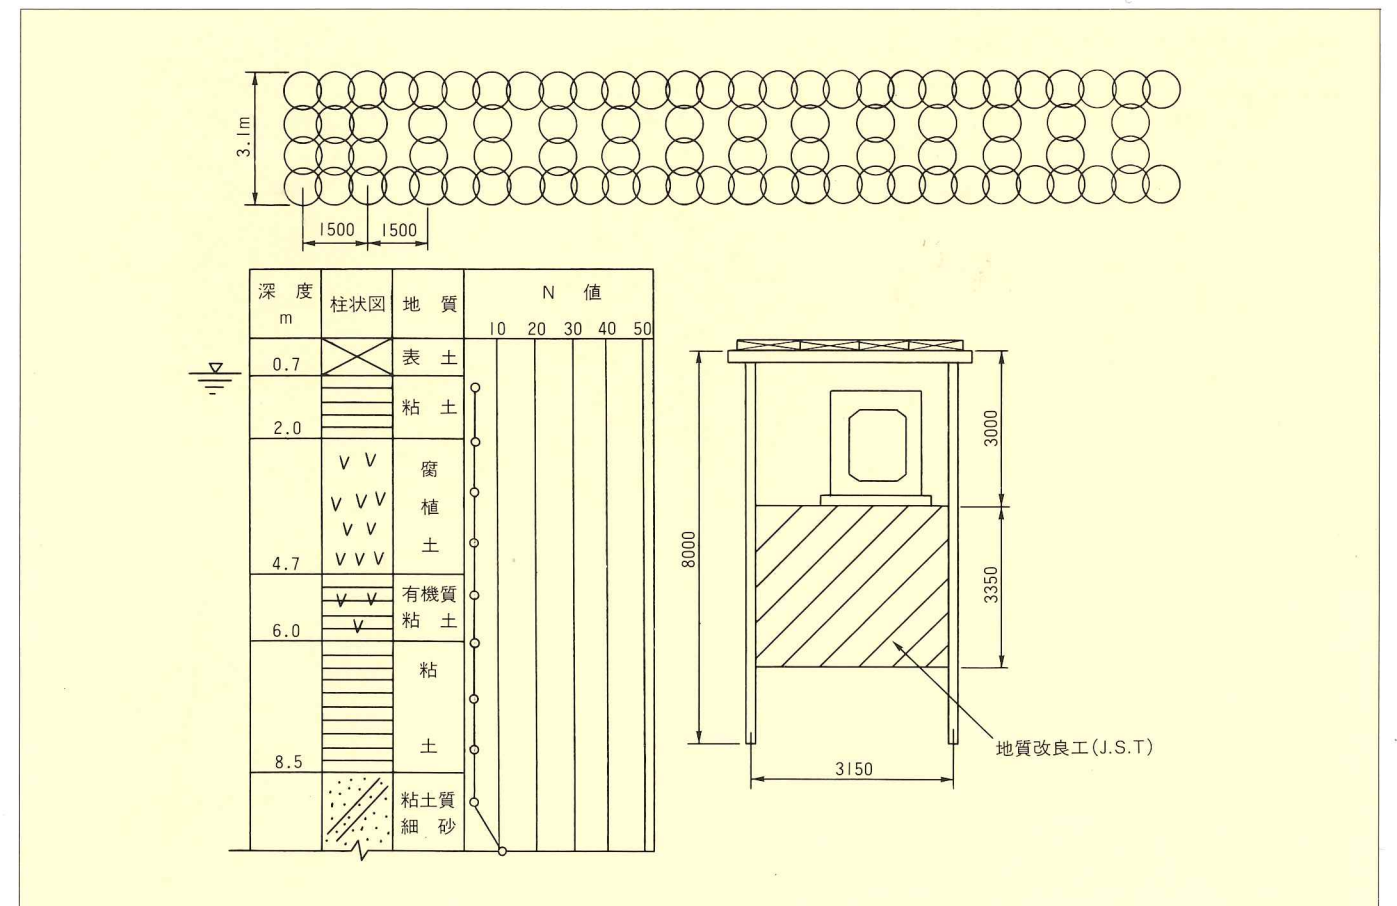 3.1m
1500 1500
深度 m 柱状図 地質 N値
10 20 30 40 50
0.7 表土
2.0 粘土
4.7 腐植土
6.0 有機質粘土
8.5 粘土
粘土質細砂
8000
3000
3350
3150
地質改良工(J.S.T)